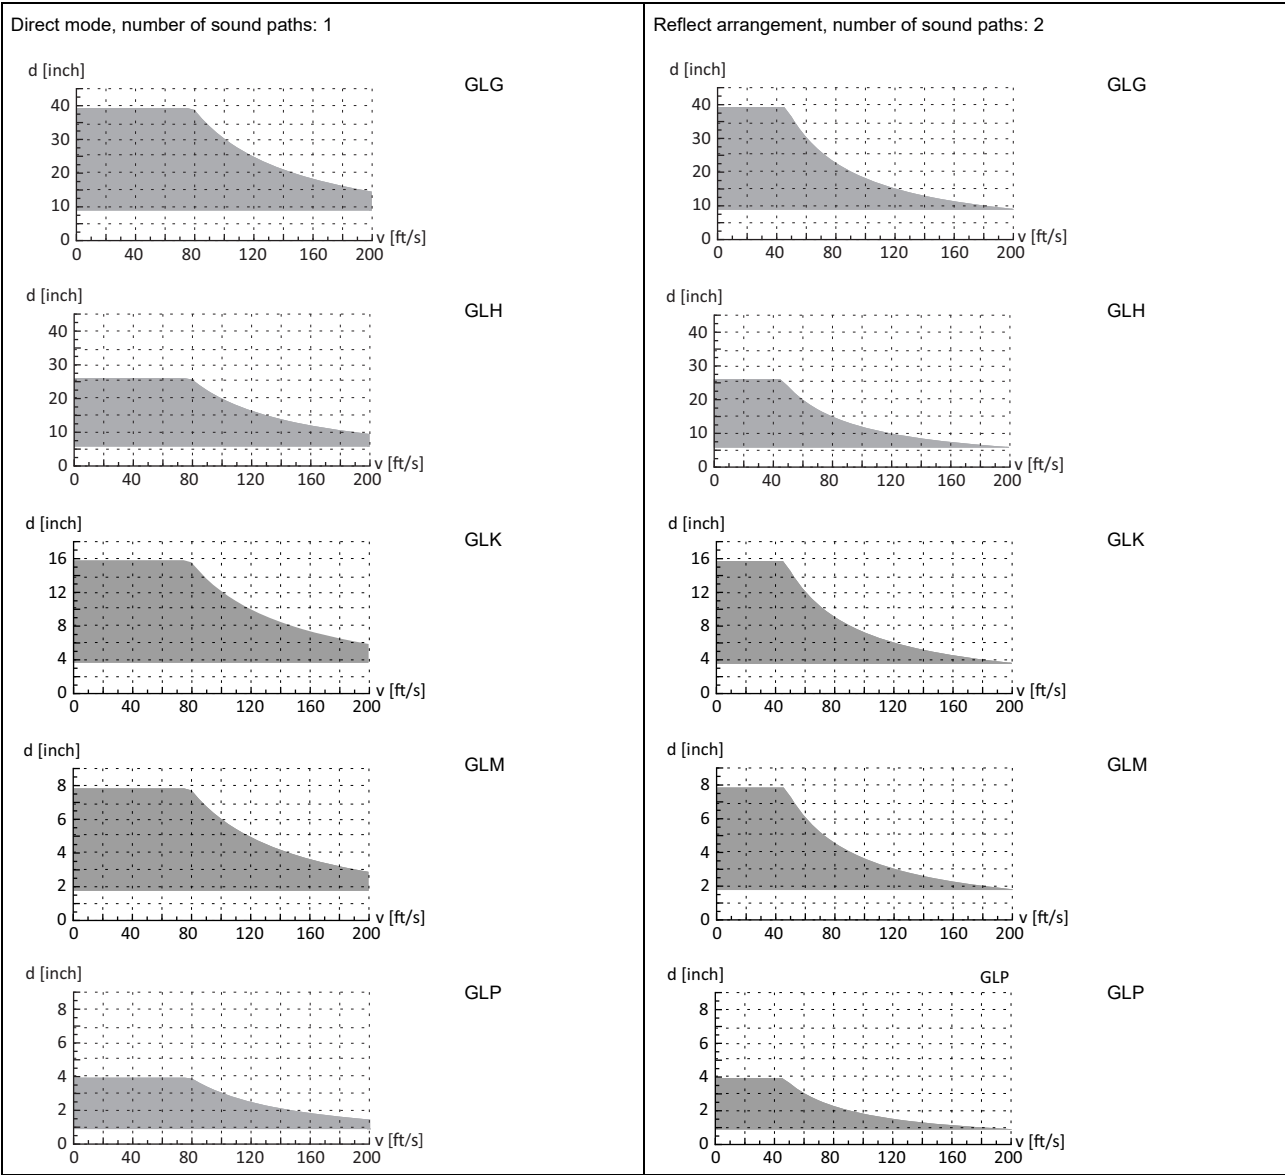 Direct mode, number of sound paths: 1
d [inch]
GLG
40
30
20
10
0
v [ft/s]
0 40 80 120 160 200
d [inch]
GLH
40
30
20
10
0
v [ft/s]
0 40 80 120 160 200
d [inch]
GLK
16
12
8
4
0
v [ft/s]
0 40 80 120 160 200
d [inch]
GLM
8
6
4
2
0
v [ft/s]
0 40 80 120 160 200
d [inch]
GLP
8
6
4
2
0
v [ft/s]
0 40 80 120 160 200
Reflect arrangement, number of sound paths: 2
d [inch]
GLG
40
30
20
10
0
v [ft/s]
0 40 80 120 160 200
d [inch]
GLH
40
30
20
10
0
v [ft/s]
0 40 80 120 160 200
d [inch]
GLK
16
12
8
4
0
v [ft/s]
0 40 80 120 160 200
d [inch]
GLM
8
6
4
2
0
v [ft/s]
0 40 80 120 160 200
d [inch]
GLP
GLP
8
6
4
2
0
v [ft/s]
0 40 80 120 160 200